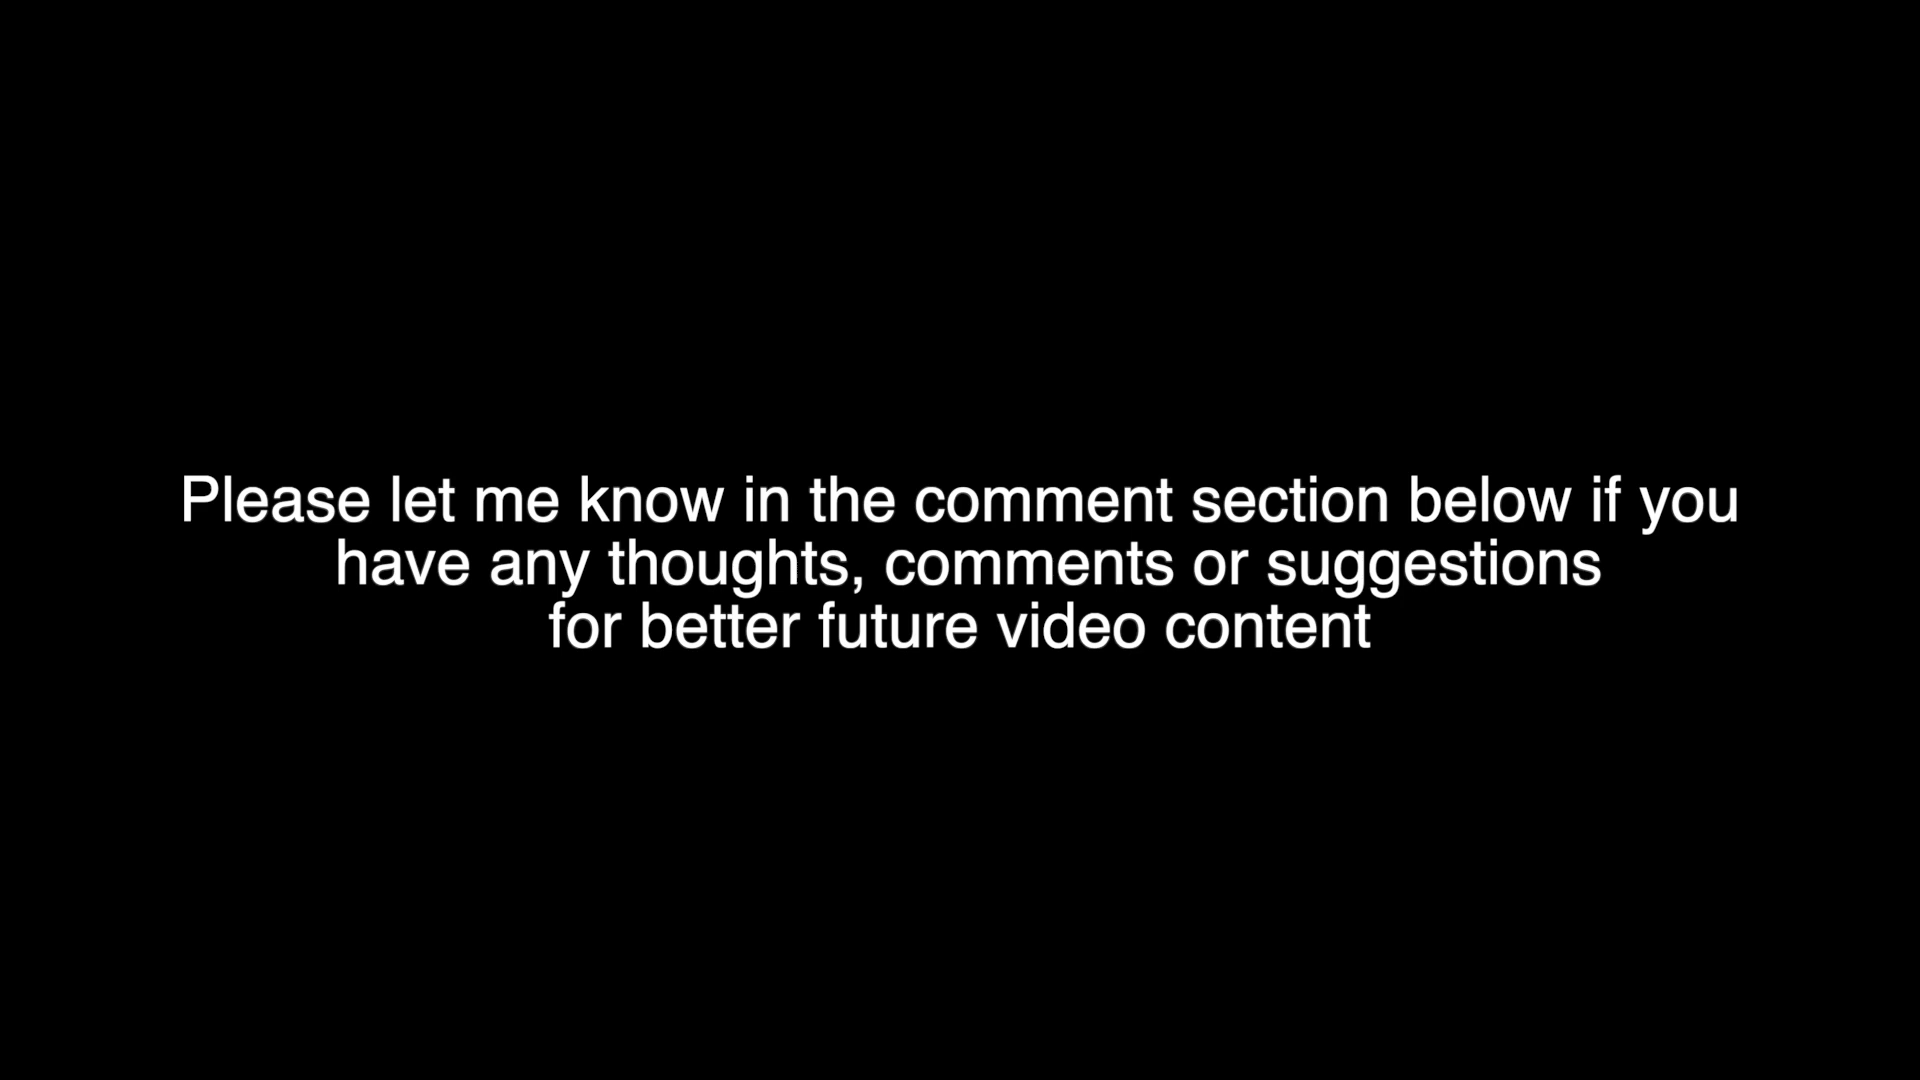 Please let me know in the comment section below if you
have any thoughts, comments or suggestions
for better future video content